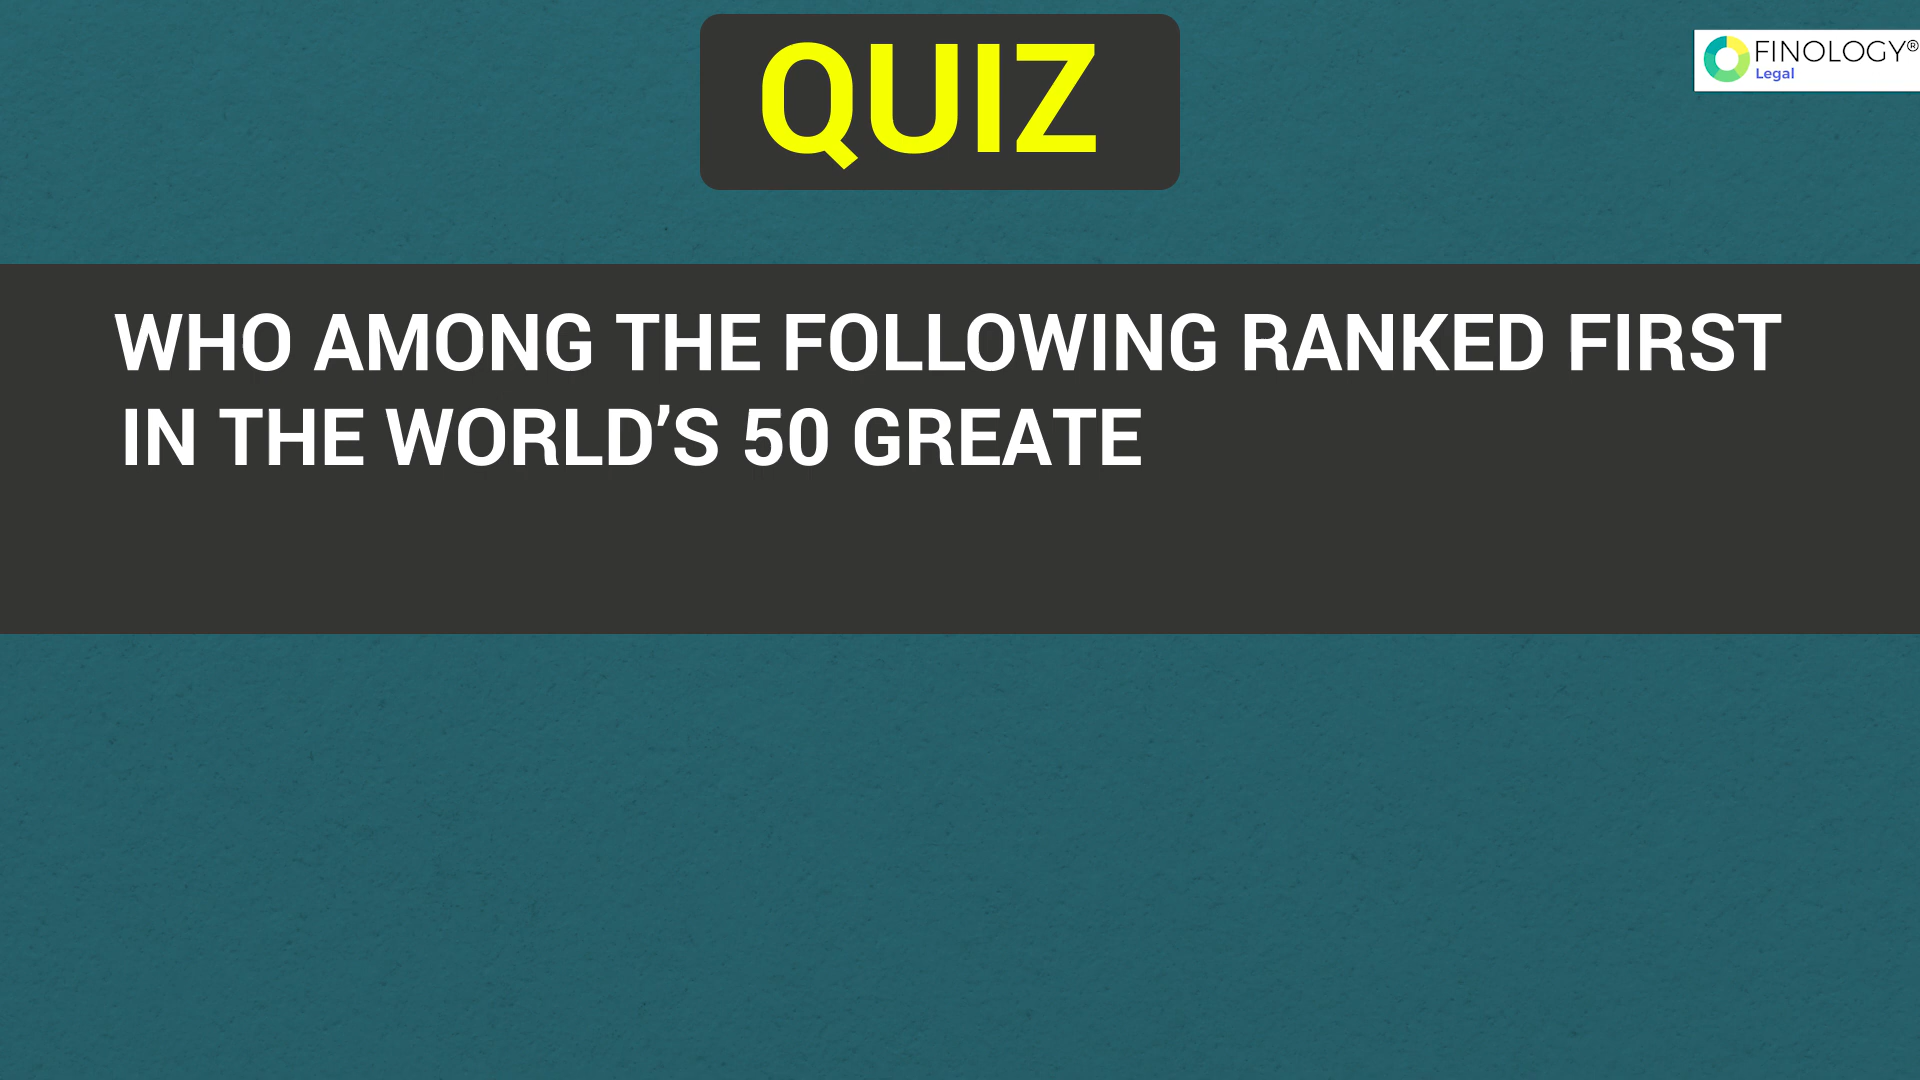 QUIZ
FINOLOGY®
Legal
WHO AMONG THE FOLLOWING RANKED FIRST
IN THE WORLD’S 50 GREATE